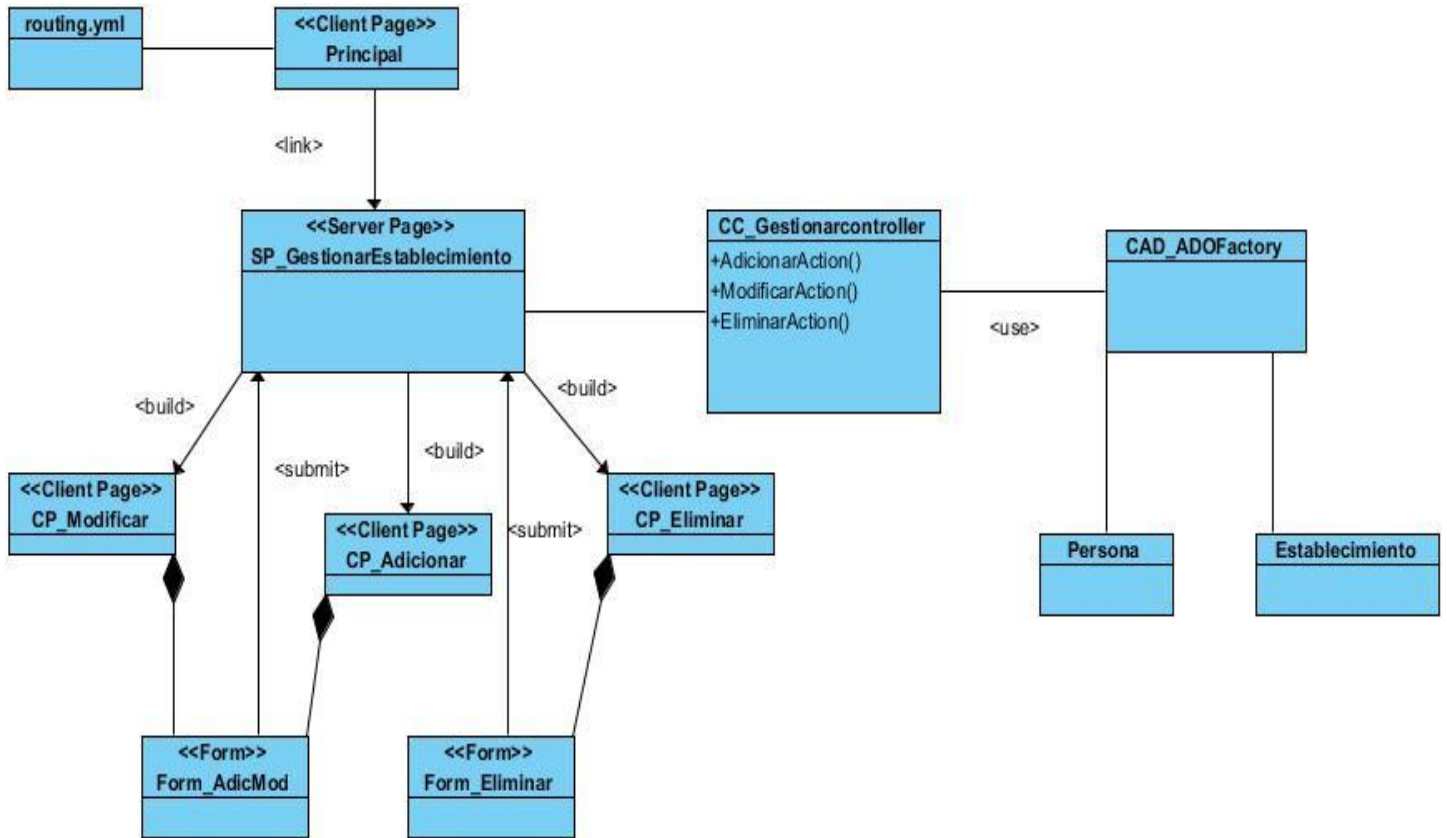 routing.yml
<<Client Page>>
Principal
<link>
<<Server Page>>
SP_GestionarEstablecimiento
CC_Gestionarcontroller
+AdicionarAction()
+ModificarAction()
+EliminarAction()
CAD_ADOFactory
<use>
<build>
<build>
<build>
<submit>
<submit>
<<Client Page>>
CP_Modificar
<<Client Page>>
CP_Adicionar
<<Client Page>>
CP_Eliminar
Persona
Establecimiento
<<Form>>
Form_AdicMod
<<Form>>
Form_Eliminar